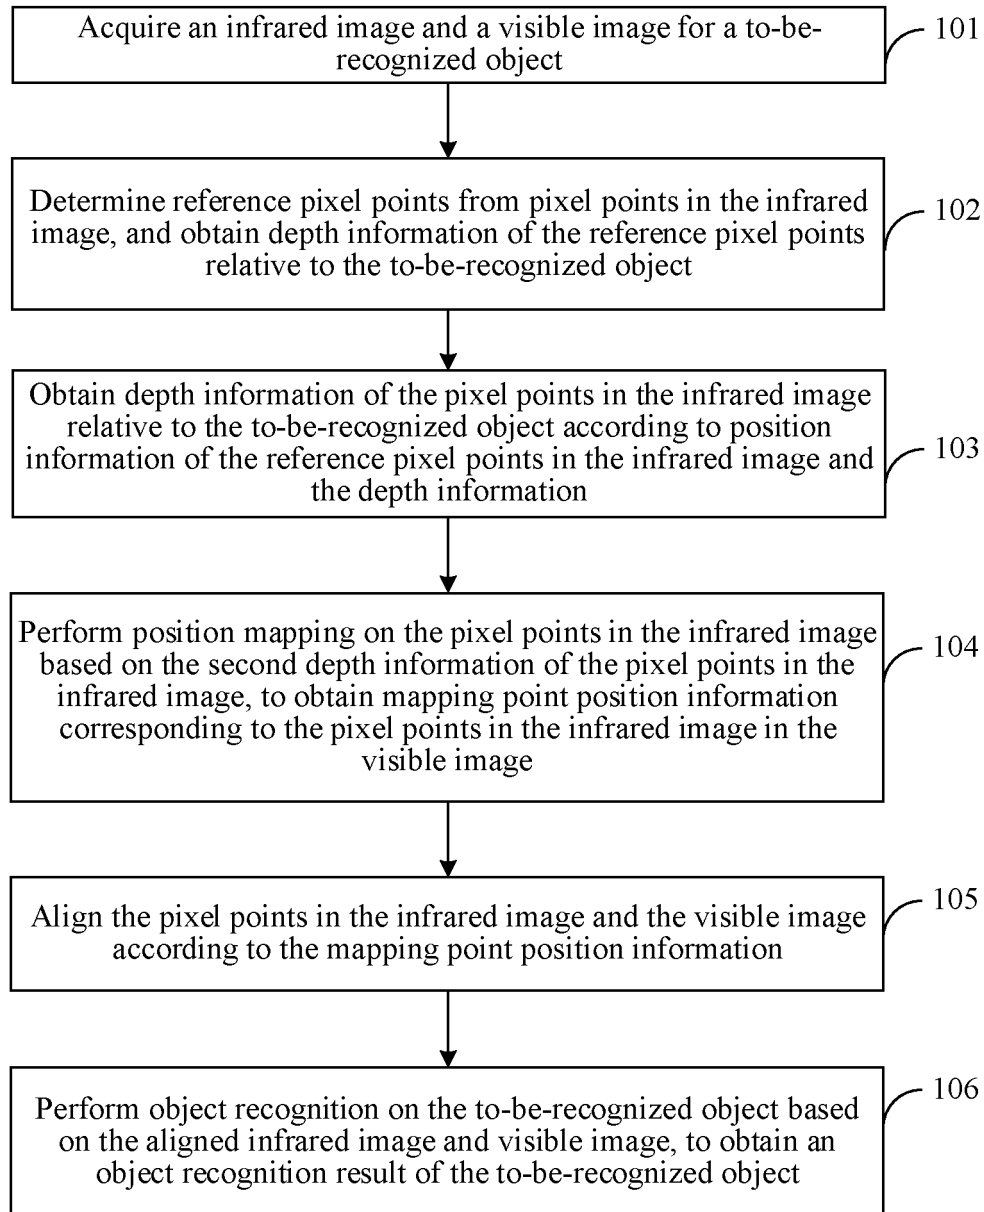 Acquire an infrared image and a visible image for a to-be-
recognized object
101
Determine reference pixel points from pixel points in the infrared
image, and obtain depth information of the reference pixel points
relative to the to-be-recognized object
102
Obtain depth information of the pixel points in the infrared image
relative to the to-be-recognized object according to position
information of the reference pixel points in the infrared image and
the depth information
103
Perform position mapping on the pixel points in the infrared image
based on the second depth information of the pixel points in the
infrared image, to obtain mapping point position information
corresponding to the pixel points in the infrared image in the
visible image
104
Align the pixel points in the infrared image and the visible image
according to the mapping point position information
105
Perform object recognition on the to-be-recognized object based
on the aligned infrared image and visible image, to obtain an
object recognition result of the to-be-recognized object
106